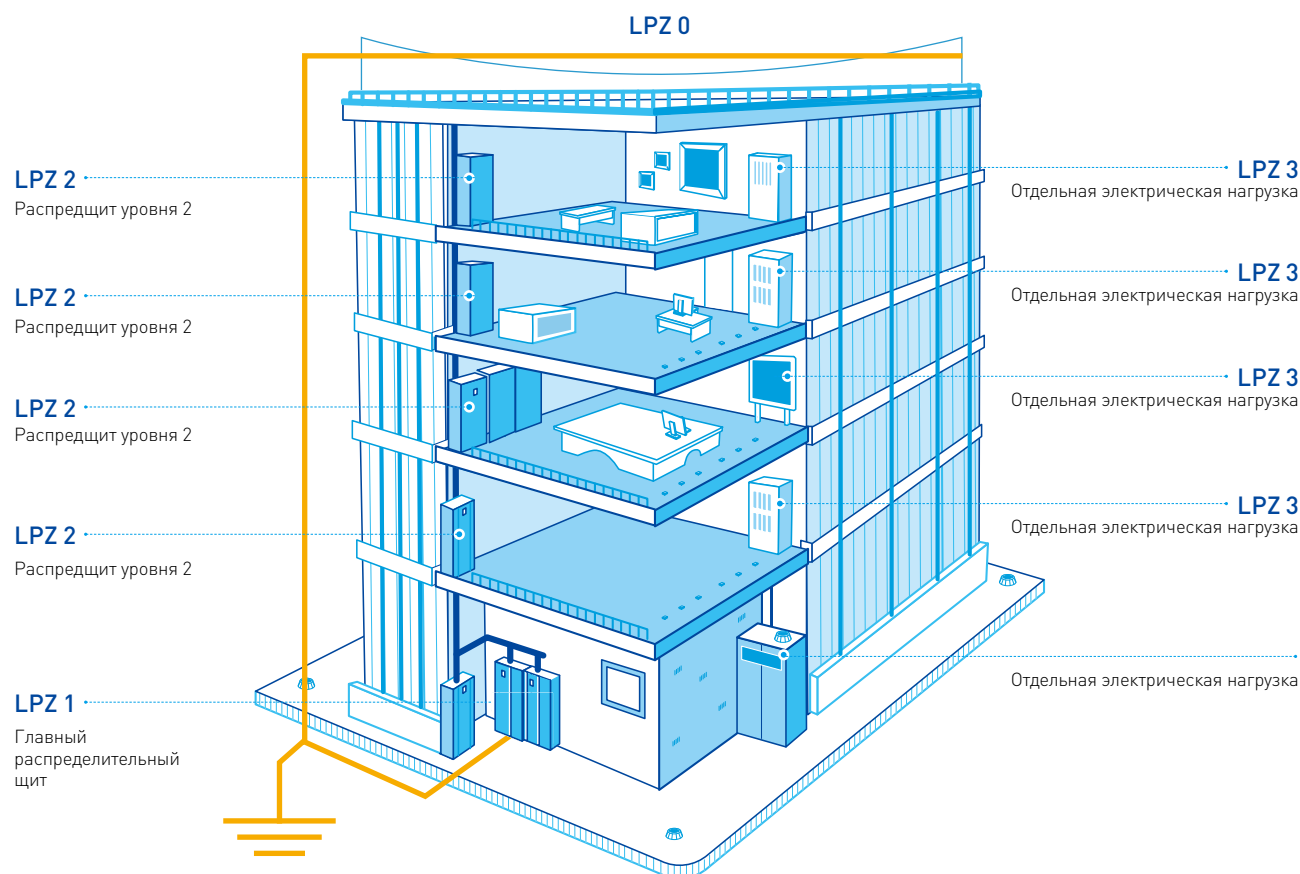 LPZ 0
LPZ 2
Распредщит уровня 2
LPZ 2
Распредщит уровня 2
LPZ 2
Распредщит уровня 2
LPZ 2
Распредщит уровня 2
LPZ 1
Главный
распределительный
щит
LPZ 3
Отдельная электрическая нагрузка
LPZ 3
Отдельная электрическая нагрузка
LPZ 3
Отдельная электрическая нагрузка
LPZ 3
Отдельная электрическая нагрузка
Отдельная электрическая нагрузка